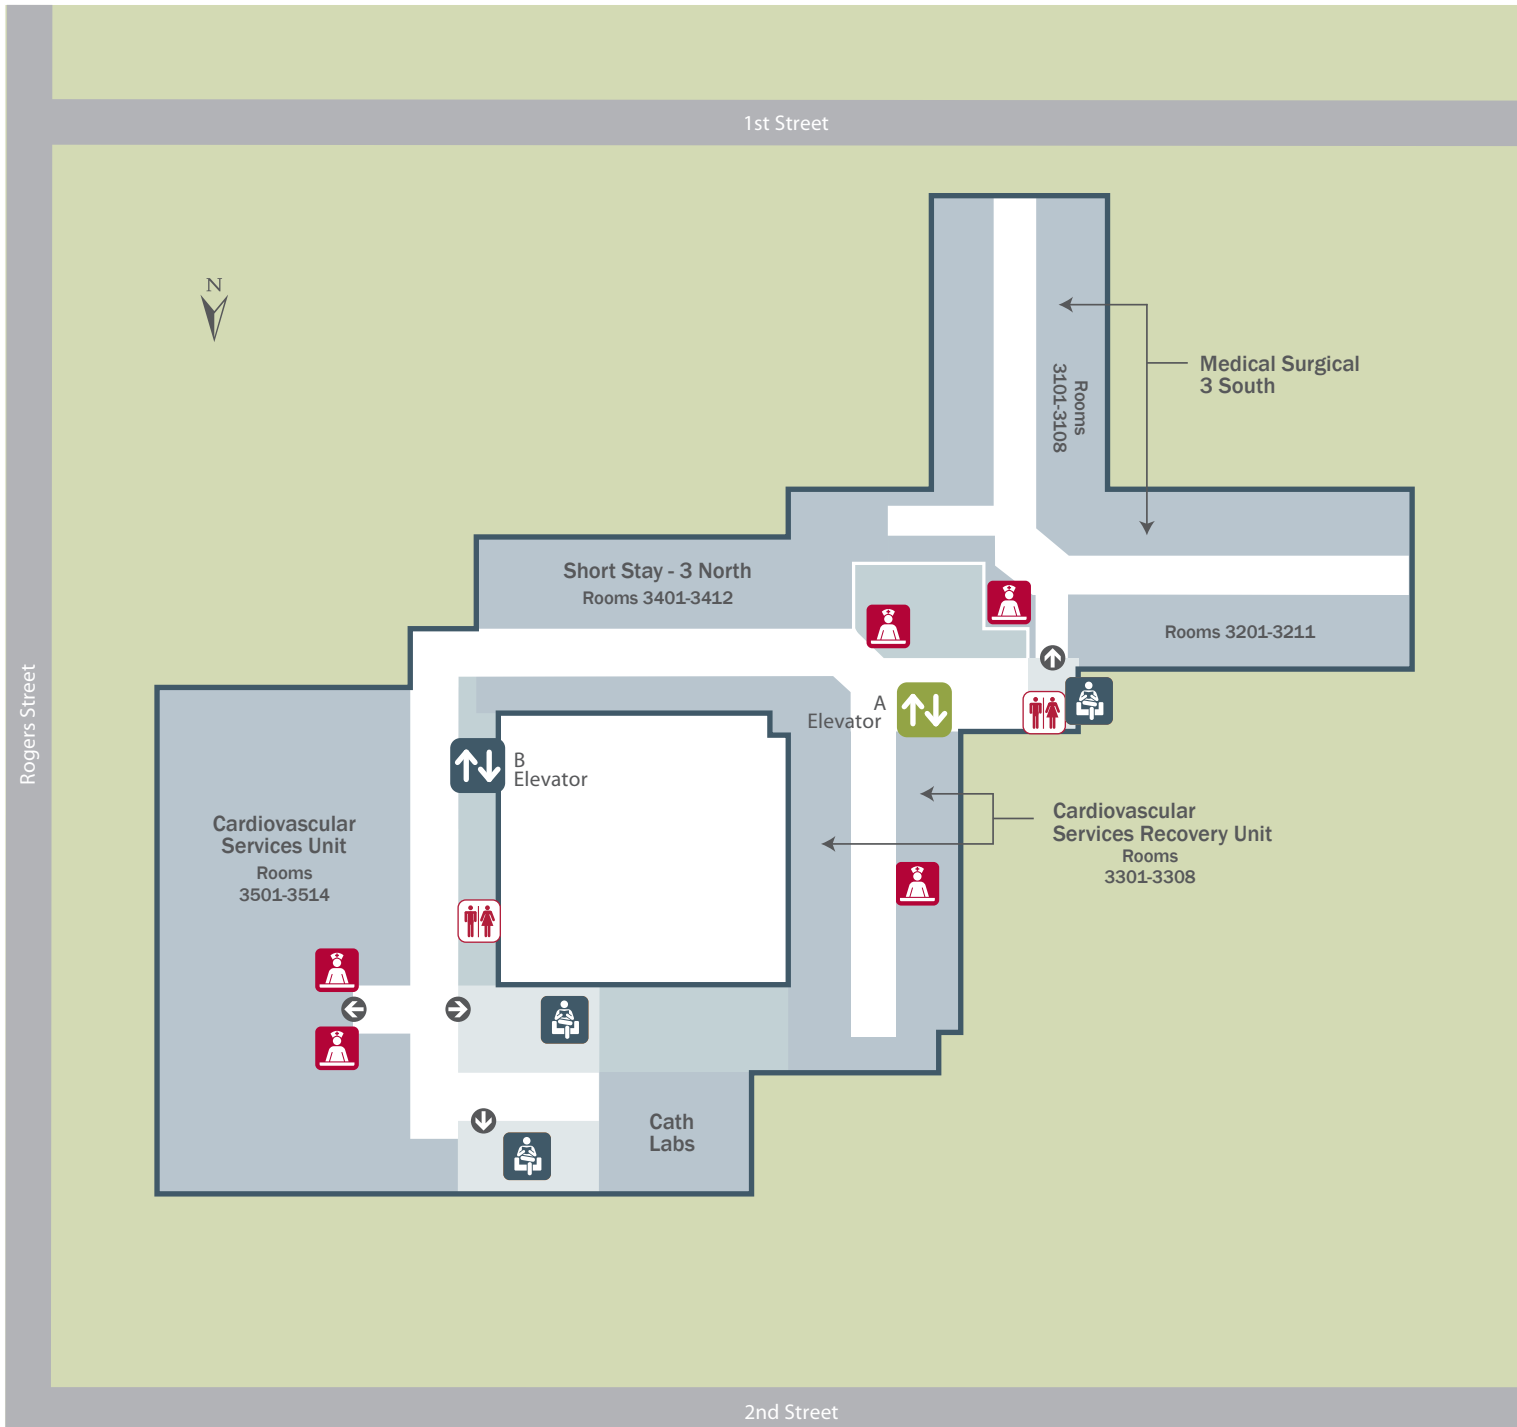 1st Street
N
Medical Surgical
3 South
Rooms
3101-3108
Short Stay - 3 North
Rooms 3401-3412
Rooms 3201-3211
Rogers Street
A
Elevator
B
Elevator
Cardiovascular
Services Unit
Rooms
3501-3514
Cardiovascular
Services Recovery Unit
Rooms
3301-3308
Cath
Labs
2nd Street